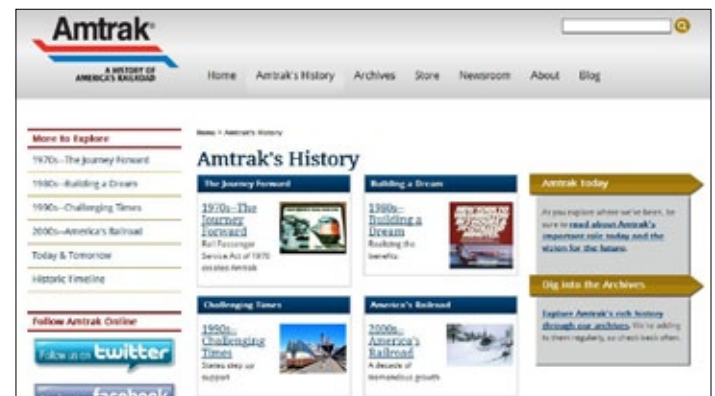 Amtrak
A HISTORY OF
AMERICA'S RAILROAD
Home Amtrak's History Archives Store Newsroom About Blog
More to Explore
1970s--The Journey Forward
1980s--Building a Dream
1990s--Challenging Times
2000s--America's Railroad
Today & Tomorrow
Historic Timeline
Follow Amtrak Online
Follow us on twitter
facebook
Home > Amtrak's History
Amtrak's History
The Journey Forward
1970s--The
Journey
Forward
Rail Passenger
Service Act of 1970
creates Amtrak
Building a Dream
1980s--
Building a
Dream
Realizing the
benefits
Challenging Times
1990s--
Challenging
Times
States step up
support
America's Railroad
2000s--
America's
Railroad
A decade of
tremendous growth
Amtrak Today
As you explore where we've been, be
sure to read about Amtrak's
important role today and the
vision for the future.
Dig into the Archives
Explore Amtrak's rich history
through our archives. We're adding
to them regularly, so check back often.